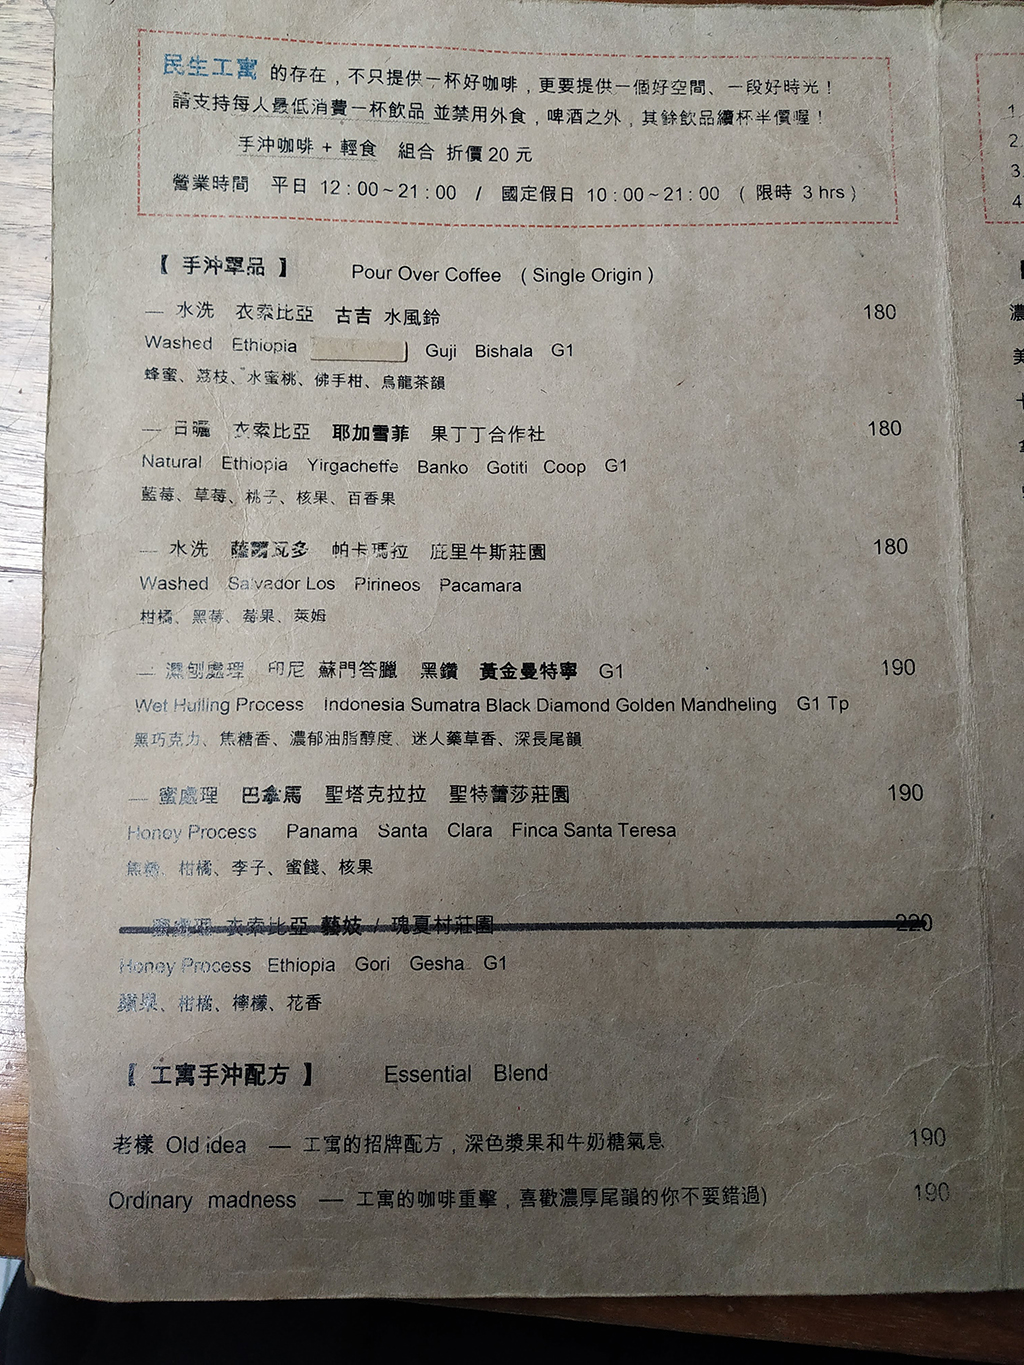 民生工寓 的存在，不只提供一杯好咖啡，更要提供一個好空間、一段好時光！
請支持每人最低消費一杯飲品 並禁用外食，啤酒之外，其餘飲品續杯半價喔！
手沖咖啡 + 輕食 組合 折價 20 元
營業時間 平日 12：00~21：00 / 國定假日 10：00~21：00 （限時 3 hrs）
【 手沖單品 】 Pour Over Coffee （Single Origin）
— 水洗 衣索比亞 古吉 水風鈴 180
Washed Ethiopia Guji Bishala G1
蜂蜜、荔枝、水蜜桃、佛手柑、烏龍茶韻
— 日曬 衣索比亞 耶加雪菲 果丁丁合作社 180
Natural Ethiopia Yirgacheffe Banko Gotiti Coop G1
藍莓、草莓、桃子、核果、百香果
— 水洗 薩爾瓦多 帕卡瑪拉 庇里牛斯莊園 180
Washed Salvador Los Pirineos Pacamara
柑橘、黑莓、莓果、萊姆
— 濕刨處理 印尼 蘇門答臘 黑鑽 黃金曼特寧 G1 190
Wet Hulling Process Indonesia Sumatra Black Diamond Golden Mandheling G1 Tp
黑巧克力、焦糖香、濃郁油脂醇度、迷人藥草香、深長尾韻
— 蜜處理 巴拿馬 聖塔克拉拉 聖特蕾莎莊園 190
Honey Process Panama Santa Clara Finca Santa Teresa
焦糖、柑橘、李子、蜜餞、核果
— 蜜處理 衣索比亞 藝妓 / 瑰夏村莊園 220
Honey Process Ethiopia Gori Gesha G1
柑橘、檸檬、花香
【 工寓手沖配方 】 Essential Blend
老樣 Old idea — 工寓的招牌配方，深色漿果和牛奶糖氣息 190
Ordinary madness — 工寓的咖啡重擊，喜歡濃厚尾韻的你不要錯過) 190
1.
2.
3.
4
濃
美